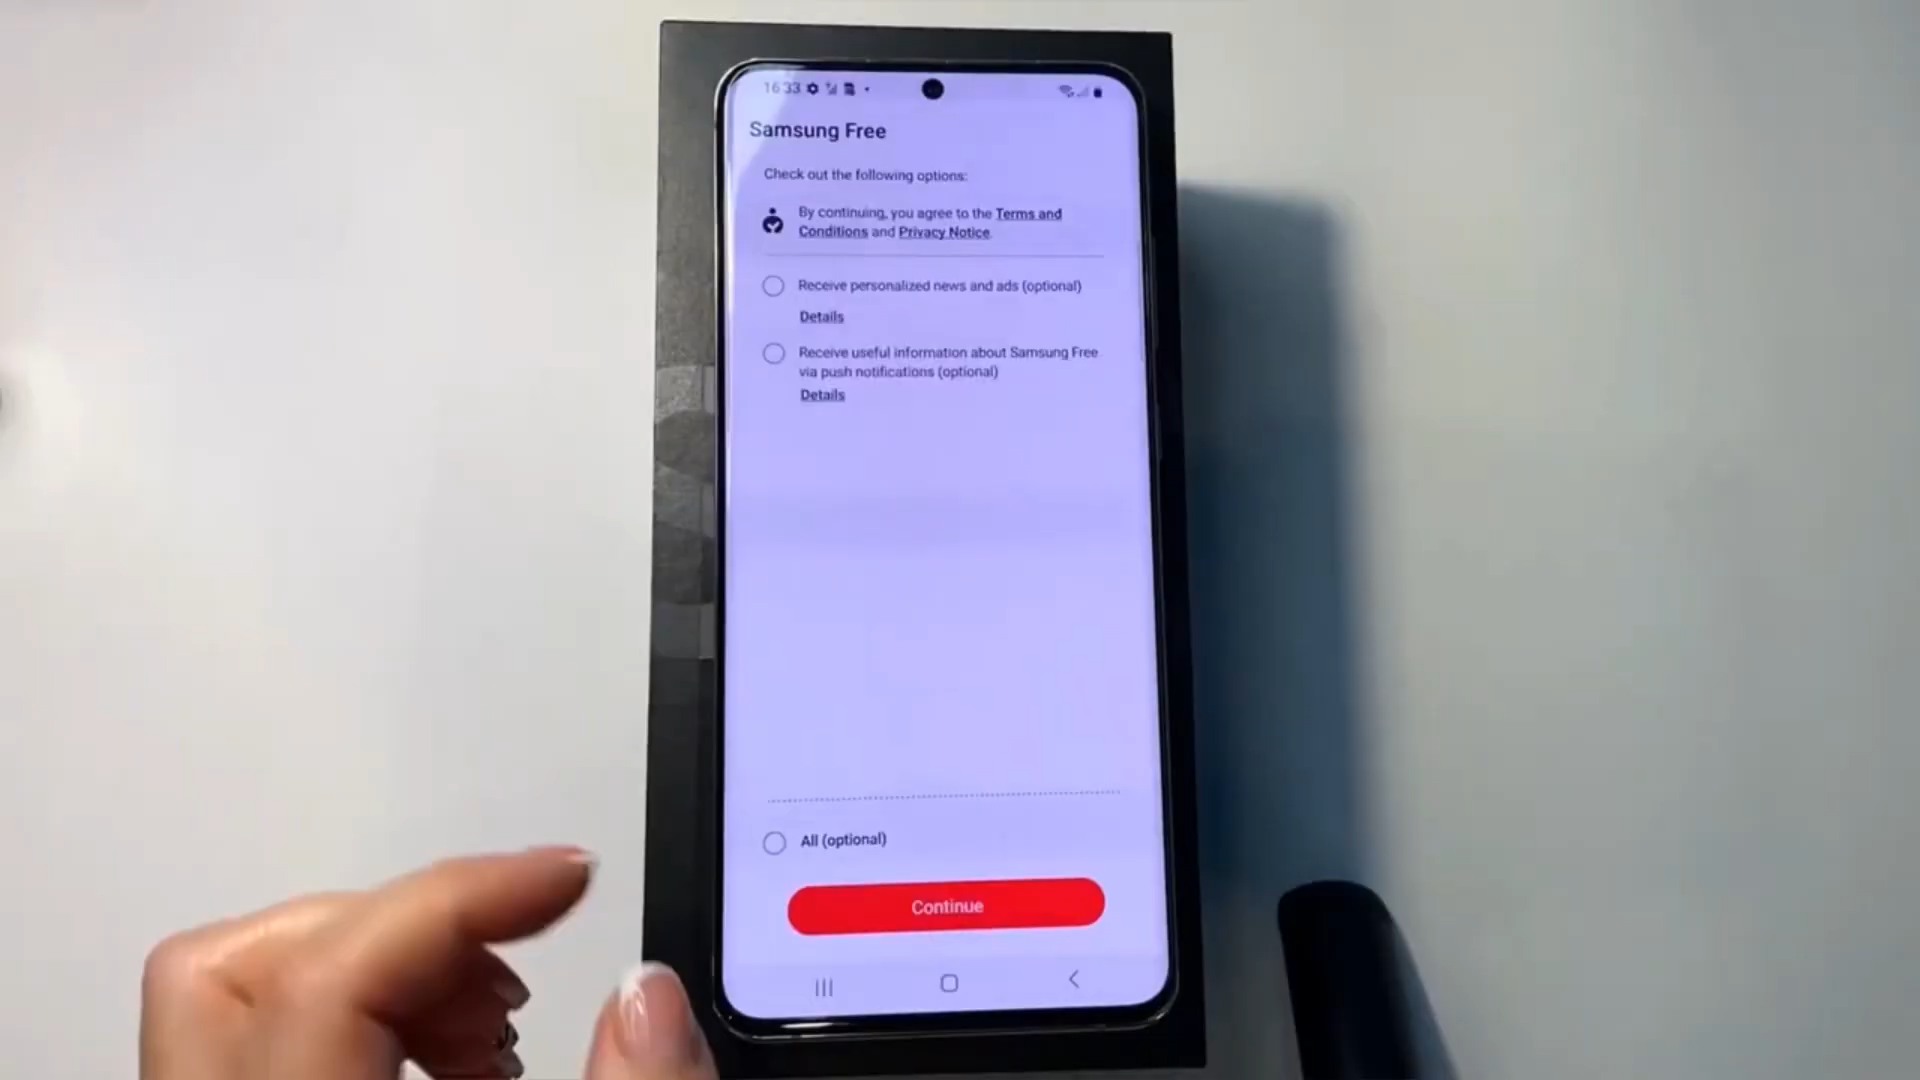 16:33
Samsung Free
Check out the following options:
By continuing, you agree to the Terms and
Conditions and Privacy Notice.
Receive personalized news and ads (optional)
Details
Receive useful information about Samsung Free
via push notifications (optional)
Details
All (optional)
Continue